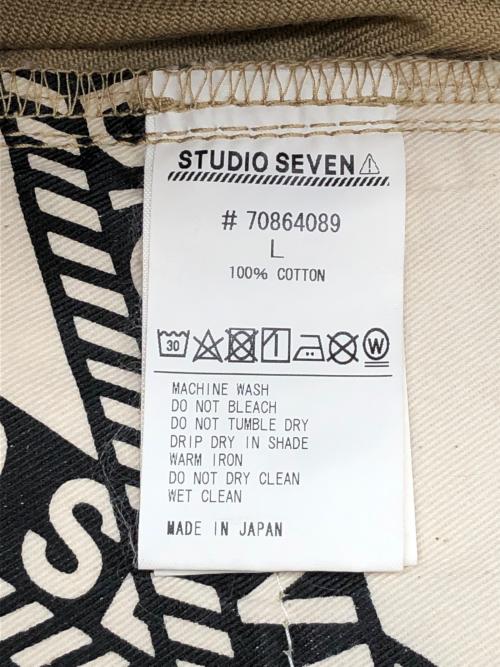 STUDIO SEVEN
# 70864089
L
100% COTTON
30
W
MACHINE WASH
DO NOT BLEACH
DO NOT TUMBLE DRY
DRIP DRY IN SHADE
WARM IRON
DO NOT DRY CLEAN
WET CLEAN
MADE IN JAPAN